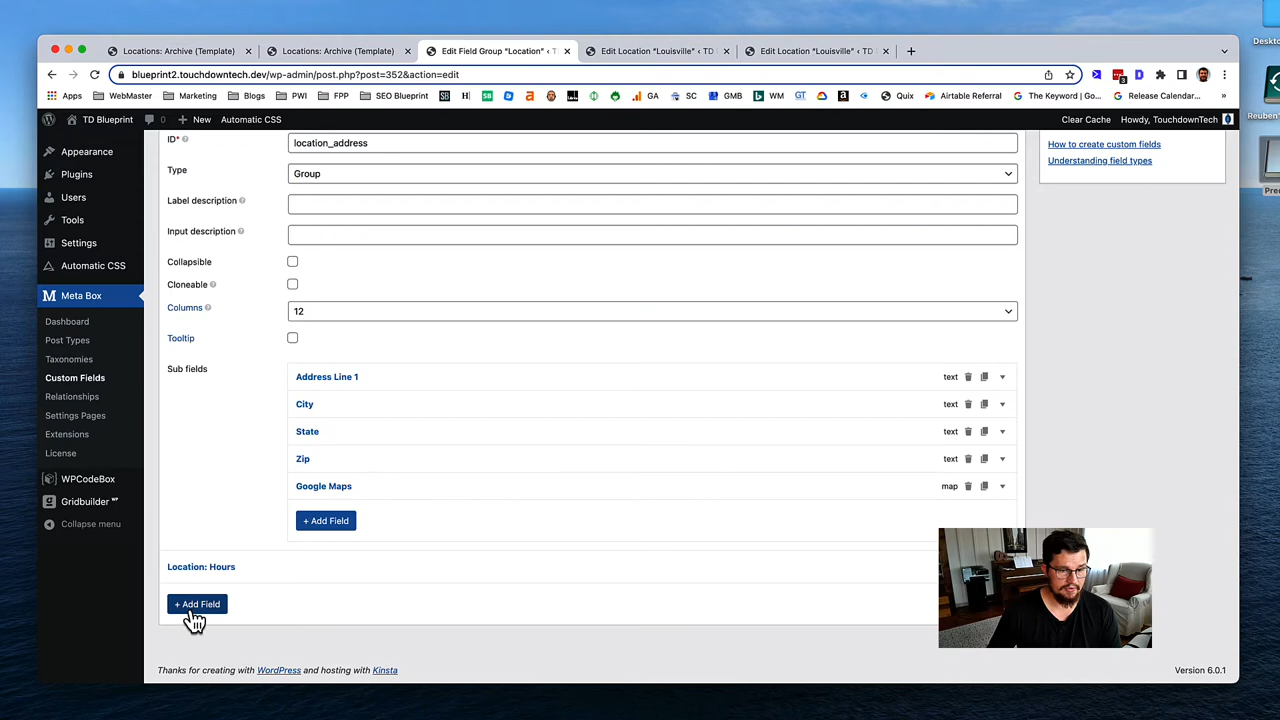 Locations: Archive (Template)
Locations: Archive (Template)
Edit Field Group "Location" ‹ T
Edit Location "Louisville" ‹ TD
Edit Location "Louisville" ‹ TD
blueprint2.touchdowntech.dev/wp-admin/post.php?post=352&action=edit
Apps
WebMaster
Marketing
Blogs
PWI
FPP
SEO Blueprint
GA
SC
GMB
WM
Quix
Airtable Referral
The Keyword | Go...
Release Calendar...
TD Blueprint
0
New
Automatic CSS
Clear Cache
Howdy, TouchdownTech
Appearance
Plugins
Users
Tools
Settings
Automatic CSS
Meta Box
Dashboard
Post Types
Taxonomies
Custom Fields
Relationships
Settings Pages
Extensions
License
WPCodeBox
Gridbuilder WP
Collapse menu
ID*
location_address
Type
Group
Label description
Input description
Collapsible
Cloneable
Columns
12
Tooltip
Sub fields
Address Line 1
text
City
text
State
text
Zip
text
Google Maps
map
+ Add Field
Location: Hours
+ Add Field
How to create custom fields
Understanding field types
Thanks for creating with WordPress and hosting with Kinsta
Version 6.0.1